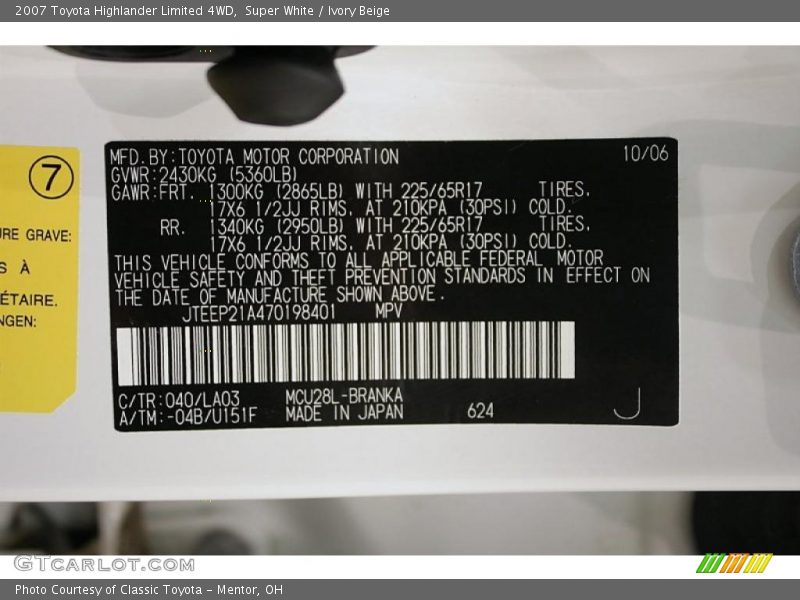 2007 Toyota Highlander Limited 4WD,  Super White / Ivory Beige
MFD. BY: TOYOTA MOTOR CORPORATION 10/06
GVWR: 2430KG (5360LB)
GAWR: FRT. 1300KG (2865LB) WITH 225/65R17 TIRES,
17X6 1/2JJ RIMS, AT 210KPA (30PSI) COLD.
RR. 1340KG (2950LB) WITH 225/65R17 TIRES,
17X6 1/2JJ RIMS, AT 210KPA (30PSI) COLD.
THIS VEHICLE CONFORMS TO ALL APPLICABLE FEDERAL MOTOR
VEHICLE SAFETY AND THEFT PREVENTION STANDARDS IN EFFECT ON
THE DATE OF MANUFACTURE SHOWN ABOVE.
JTEEP21A470198401 MPV
C/TR: 040/LA03 MCU28L-BRANKA
A/TM: -04B/U151F MADE IN JAPAN 624 J
7
URE GRAVE:
S À
ÉTAIRE.
NGEN:
GTCARLOT.COM
Photo Courtesy of Classic Toyota - Mentor, OH